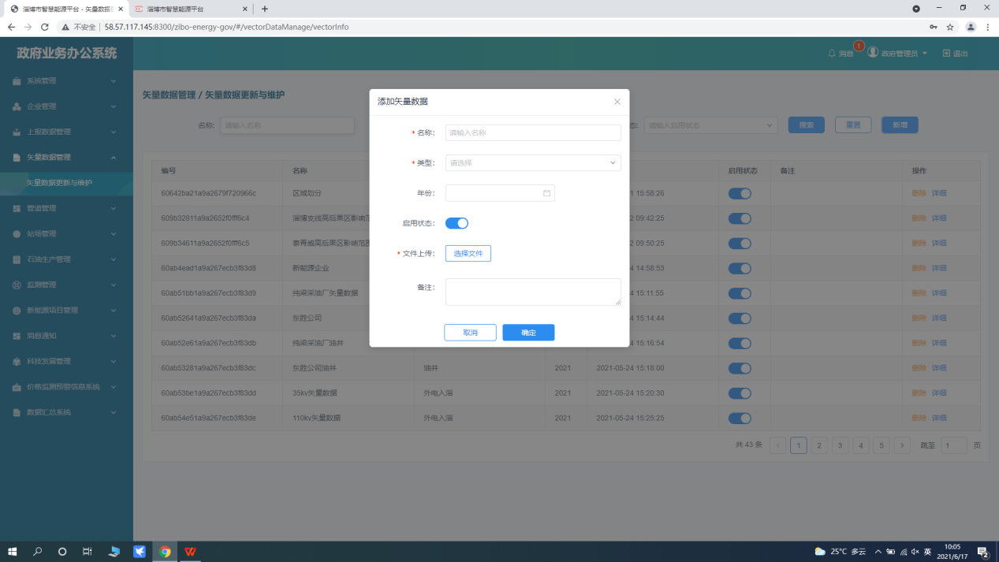 淄博市智慧能源平台 - 矢量数据
淄博市智慧能源平台
不安全 58.57.117.145:8300/zibo-energy-gov/#/vectorDataManage/vectorInfo
政府业务办公系统
消息 1 政府管理员 退出
系统管理
企业管理
上报数据管理
矢量数据管理
矢量数据更新与维护
管道管理
站场管理
石油生产管理
监测管理
新能源项目管理
消息通知
科技发展管理
价格监测预警信息系统
数据汇总系统
矢量数据管理 / 矢量数据更新与维护
名称: 请输入名称 态: 请输入启用状态 搜索 重置 新增
编号 名称 启用状态 备注 操作
60642ba21a9a2679f720966c 区域划分 1 15:58:26 删除 详细
609b32811a9a2652f0fff6c4 淄博支线高后果区影响范 2 09:42:25 删除 详细
609b34611a9a2652f0fff6c5 泰青威高后果区影响范围 2 09:50:25 删除 详细
60ab4ead1a9a267ecb3f83d8 新能源企业 4 14:58:53 删除 详细
60ab51bb1a9a267ecb3f83d9 纯梁采油厂矢量数据 4 15:11:55 删除 详细
60ab52641a9a267ecb3f83da 东胜公司 4 15:14:44 删除 详细
60ab52e61a9a267ecb3f83db 纯梁采油厂油井 4 15:16:54 删除 详细
60ab53281a9a267ecb3f83dc 东胜公司油井 油井 2021 2021-05-24 15:18:00 删除 详细
60ab53be1a9a267ecb3f83dd 35kv矢量数据 外电入淄 2021 2021-05-24 15:20:30 删除 详细
60ab54e51a9a267ecb3f83de 110kv矢量数据 外电入淄 2021 2021-05-24 15:25:25 删除 详细
共 43 条 1 2 3 4 5 跳至 1 页
添加矢量数据
* 名称: 请输入名称
* 类型: 请选择
年份:
启用状态:
* 文件上传: 选择文件
备注:
取消 确定
25°C 多云 英 10:05
2021/6/17 2